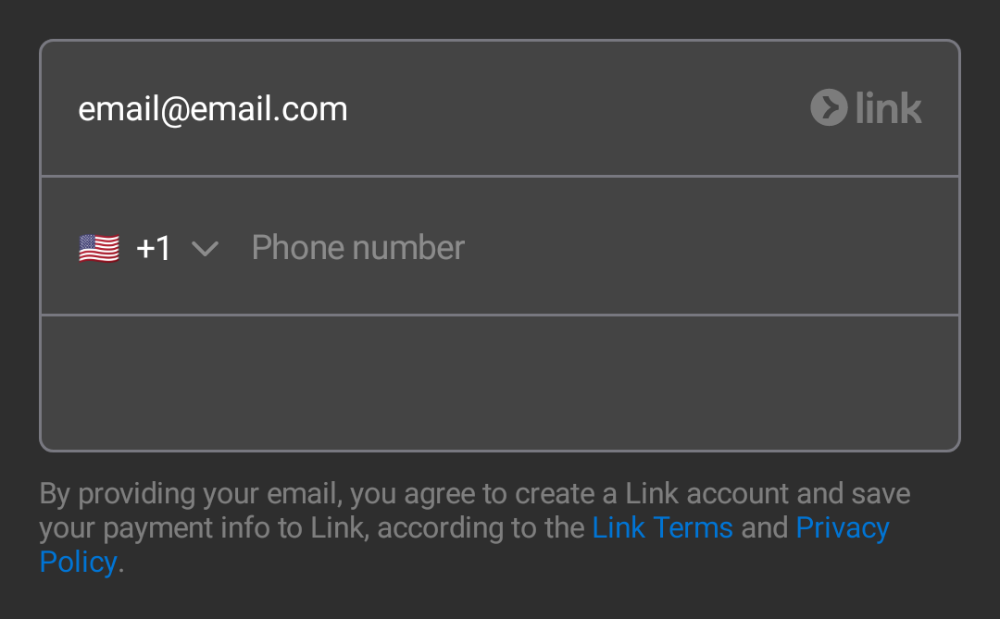 email@email.com link
+1 Phone number
By providing your email, you agree to create a Link account and save
your payment info to Link, according to the Link Terms and Privacy
Policy.